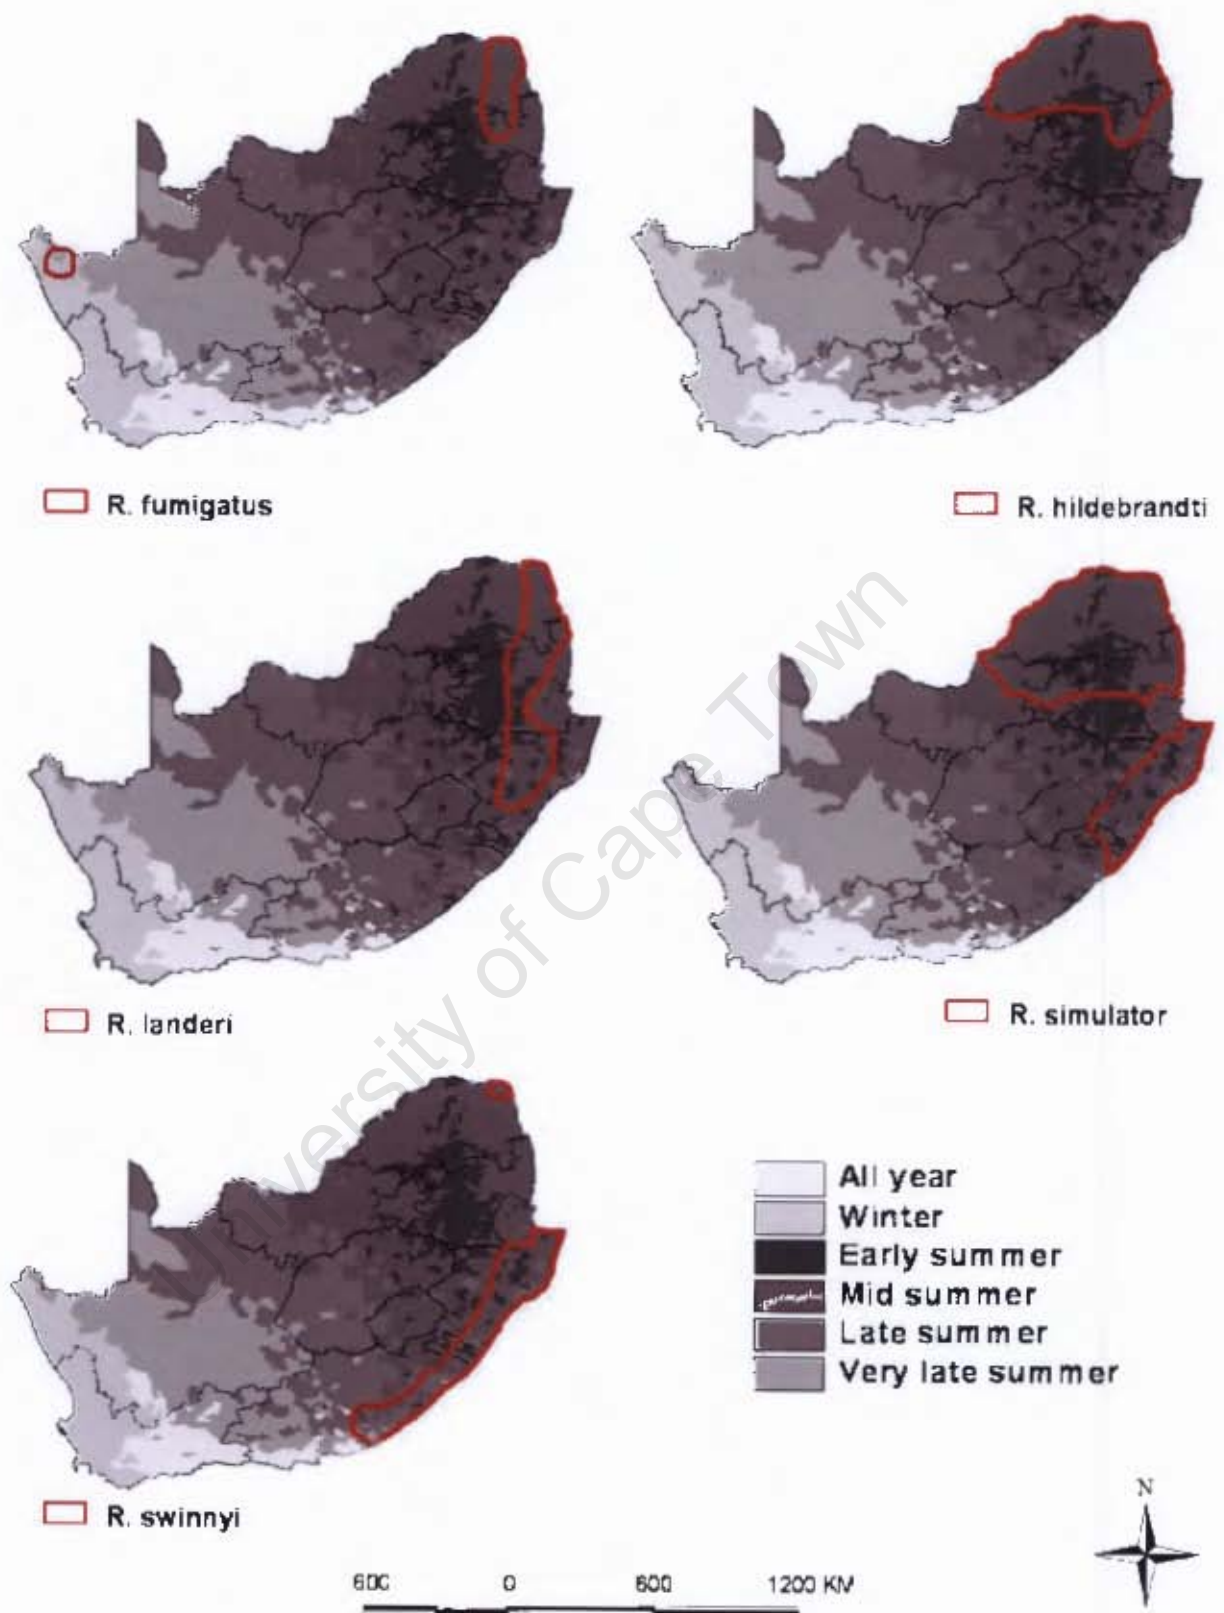 R. fumigatus
R. hildebrandti
R. landeri
R. simulator
University of Cape Town
All year
Winter
Early summer
Mid summer
Late summer
Very late summer
R. swinnyi
N
600 0 600 1200 KM